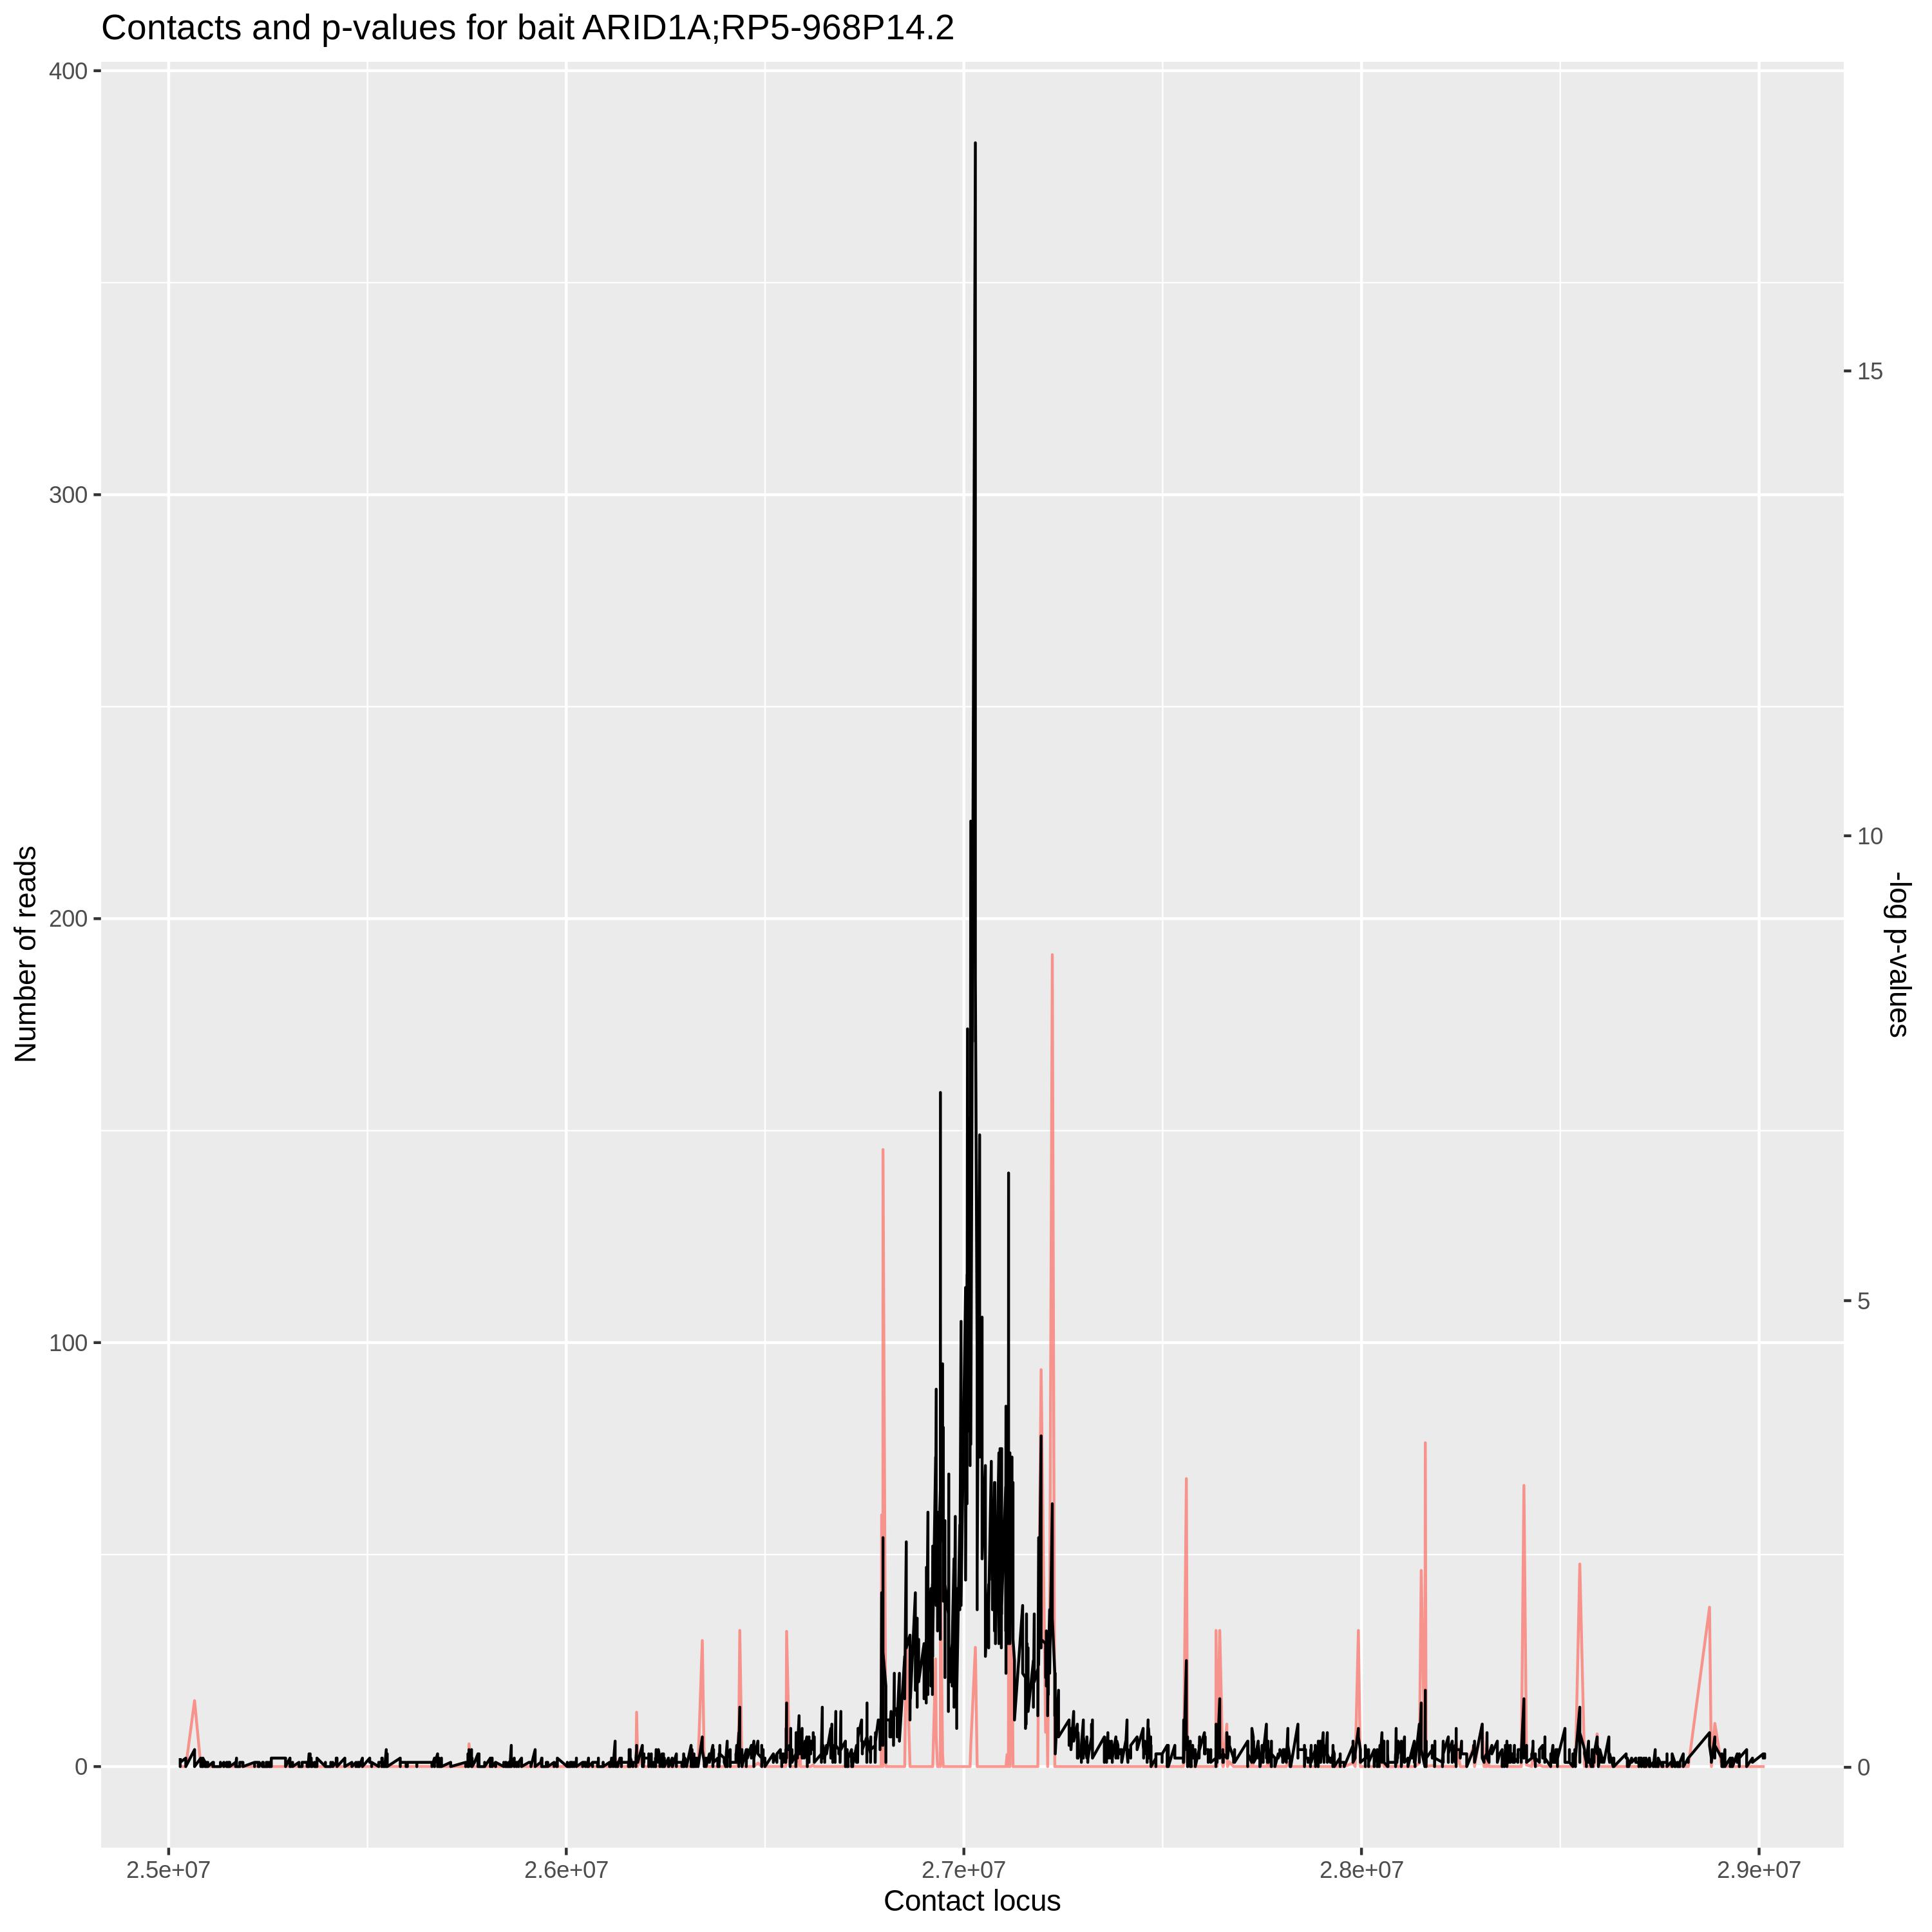 Contacts and p-values for bait ARID1A;RP5-968P14.2
400
300
200
100
0
Number of reads
15
10
5
0
-log p-values
2.5e+07
2.6e+07
2.7e+07
2.8e+07
2.9e+07
Contact locus